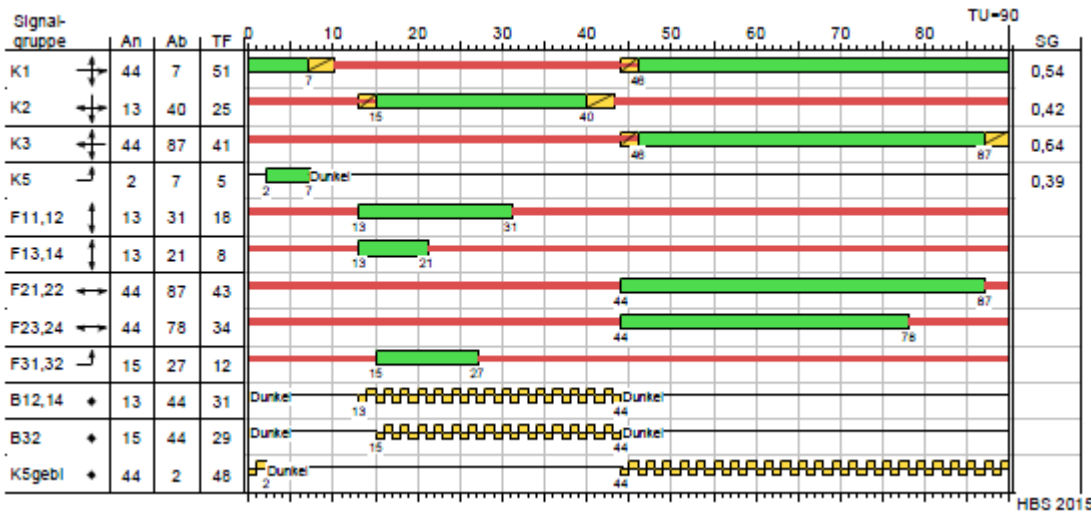 TU=90
Signal-
gruppe An Ab TF 0 10 20 30 40 50 60 70 80 SG
K1 44 7 51 7 46 0,54
K2 13 40 25 15 40 0,42
K3 44 87 41 46 87 0,64
K5 2 7 5 2 7 Dunkel 0,39
F11,12 13 31 18 13 31
F13,14 13 21 8 13 21
F21,22 44 87 43 44 87
F23,24 44 78 34 44 78
F31,32 15 27 12 15 27
B12,14 13 44 31 Dunkel 13 44 Dunkel
B32 15 44 29 Dunkel 15 44 Dunkel
K5gebl 44 2 48 2 Dunkel 44
HBS 2015